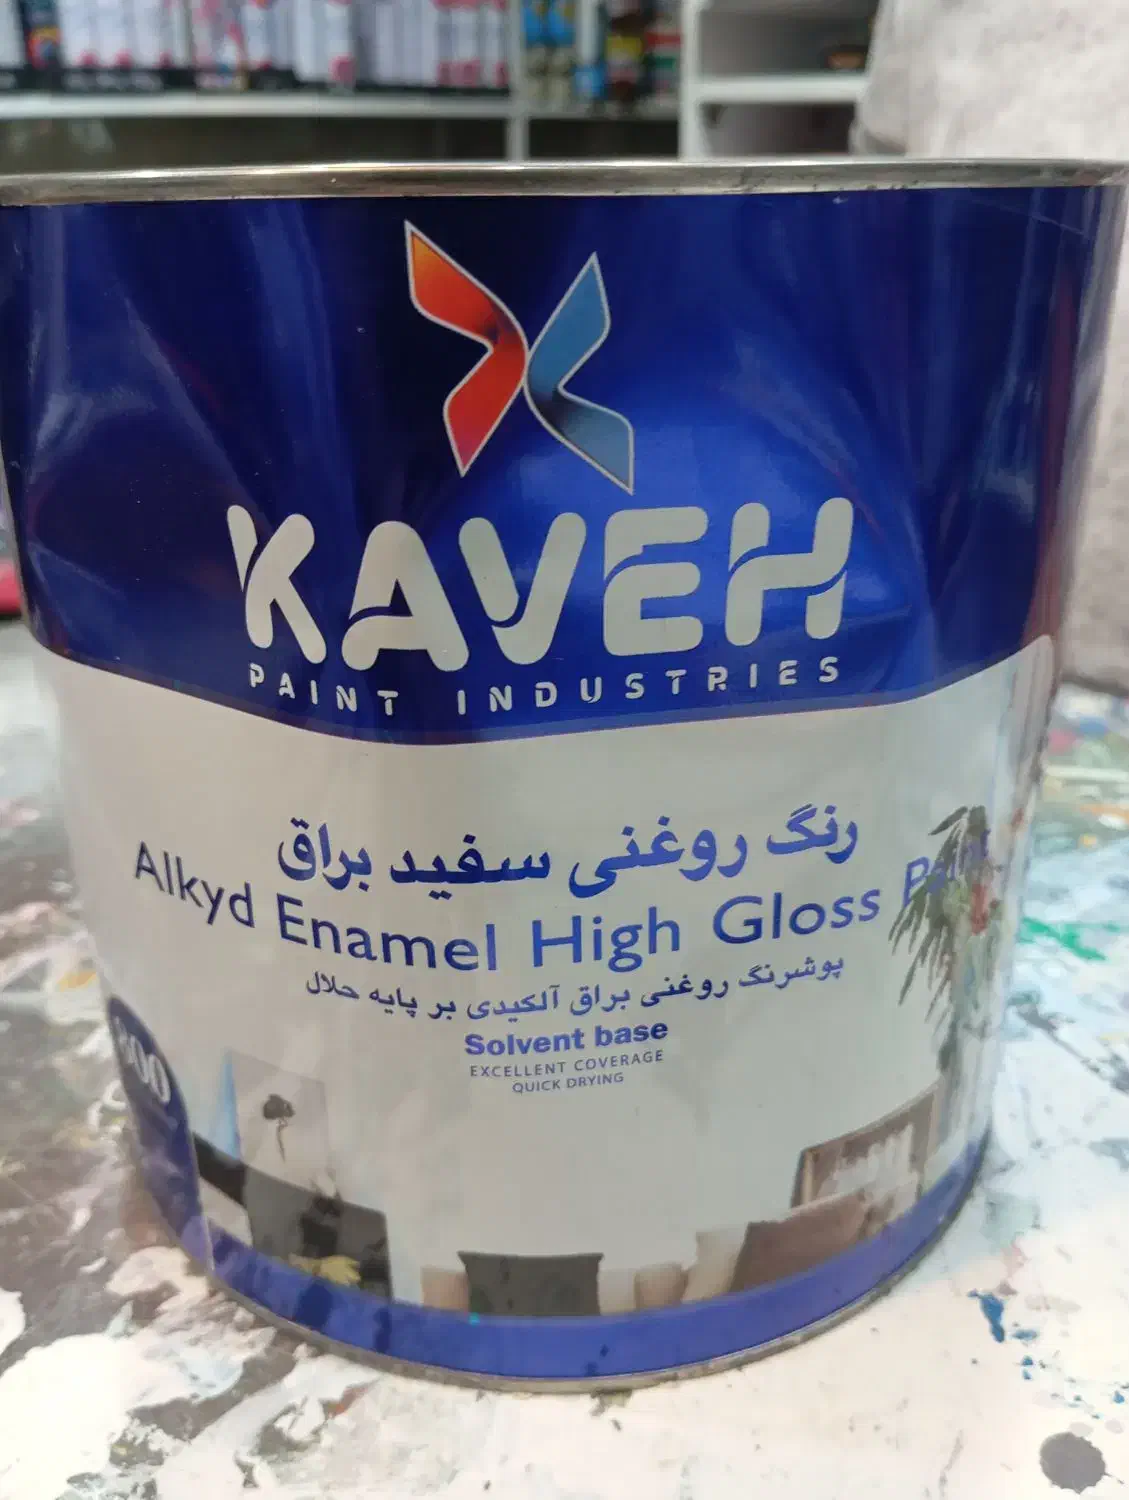 KAVEH
PAINT INDUSTRIES
رنگ روغنی سفید براق
Alkyd Enamel High Gloss Paint
پوشرنگ روغنی براق آلکیدی بر پایه حلال
Solvent base
EXCELLENT COVERAGE
QUICK DRYING